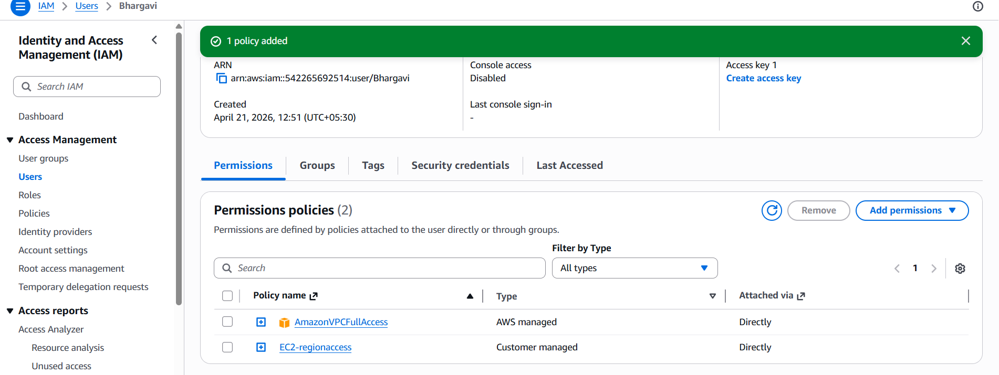 IAM > Users > Bhargavi
Identity and Access
Management (IAM)
Search IAM
Dashboard
Access Management
User groups
Users
Roles
Policies
Identity providers
Account settings
Root access management
Temporary delegation requests
Access reports
Access Analyzer
Resource analysis
Unused access
1 policy added
ARN
arn:aws:iam::542265692514:user/Bhargavi
Created
April 21, 2026, 12:51 (UTC+05:30)
Console access
Disabled
Last console sign-in
-
Access key 1
Create access key
Permissions Groups Tags Security credentials Last Accessed
Permissions policies (2)
Remove Add permissions
Permissions are defined by policies attached to the user directly or through groups.
Filter by Type
Search All types 1
Policy name Type Attached via
AmazonVPCFullAccess AWS managed Directly
EC2-regionaccess Customer managed Directly